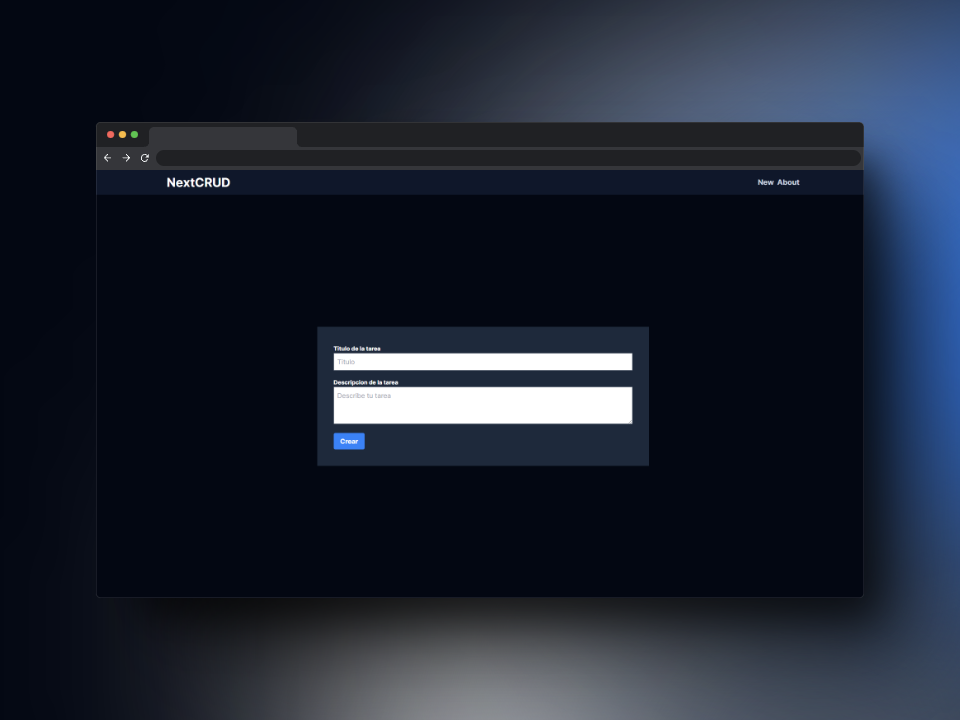 NextCRUD
New About
Titulo de la tarea
Titulo
Descripcion de la tarea
Describe tu tarea
Crear